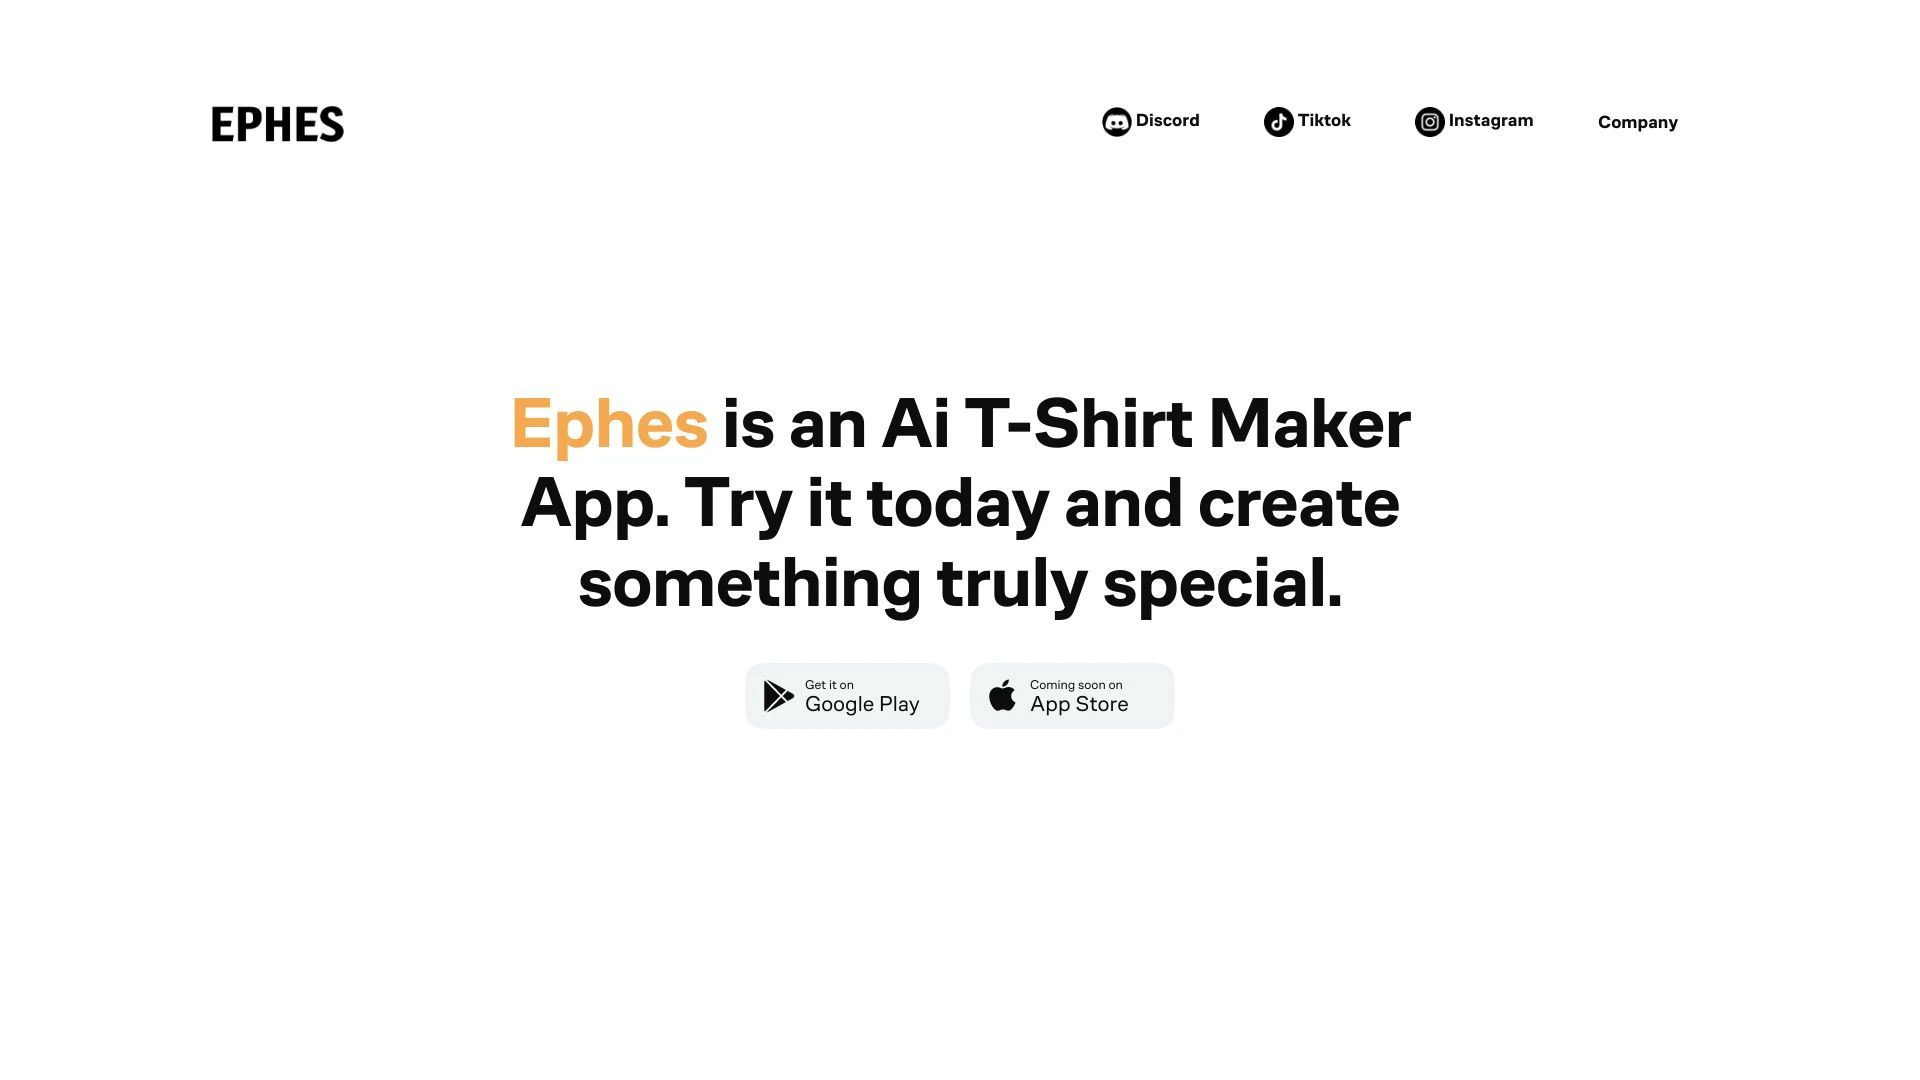 EPHES
Discord
Tiktok
Instagram
Company
Ephes is an Ai T-Shirt Maker
App. Try it today and create
something truly special.
Get it on
Google Play
Coming soon on
App Store